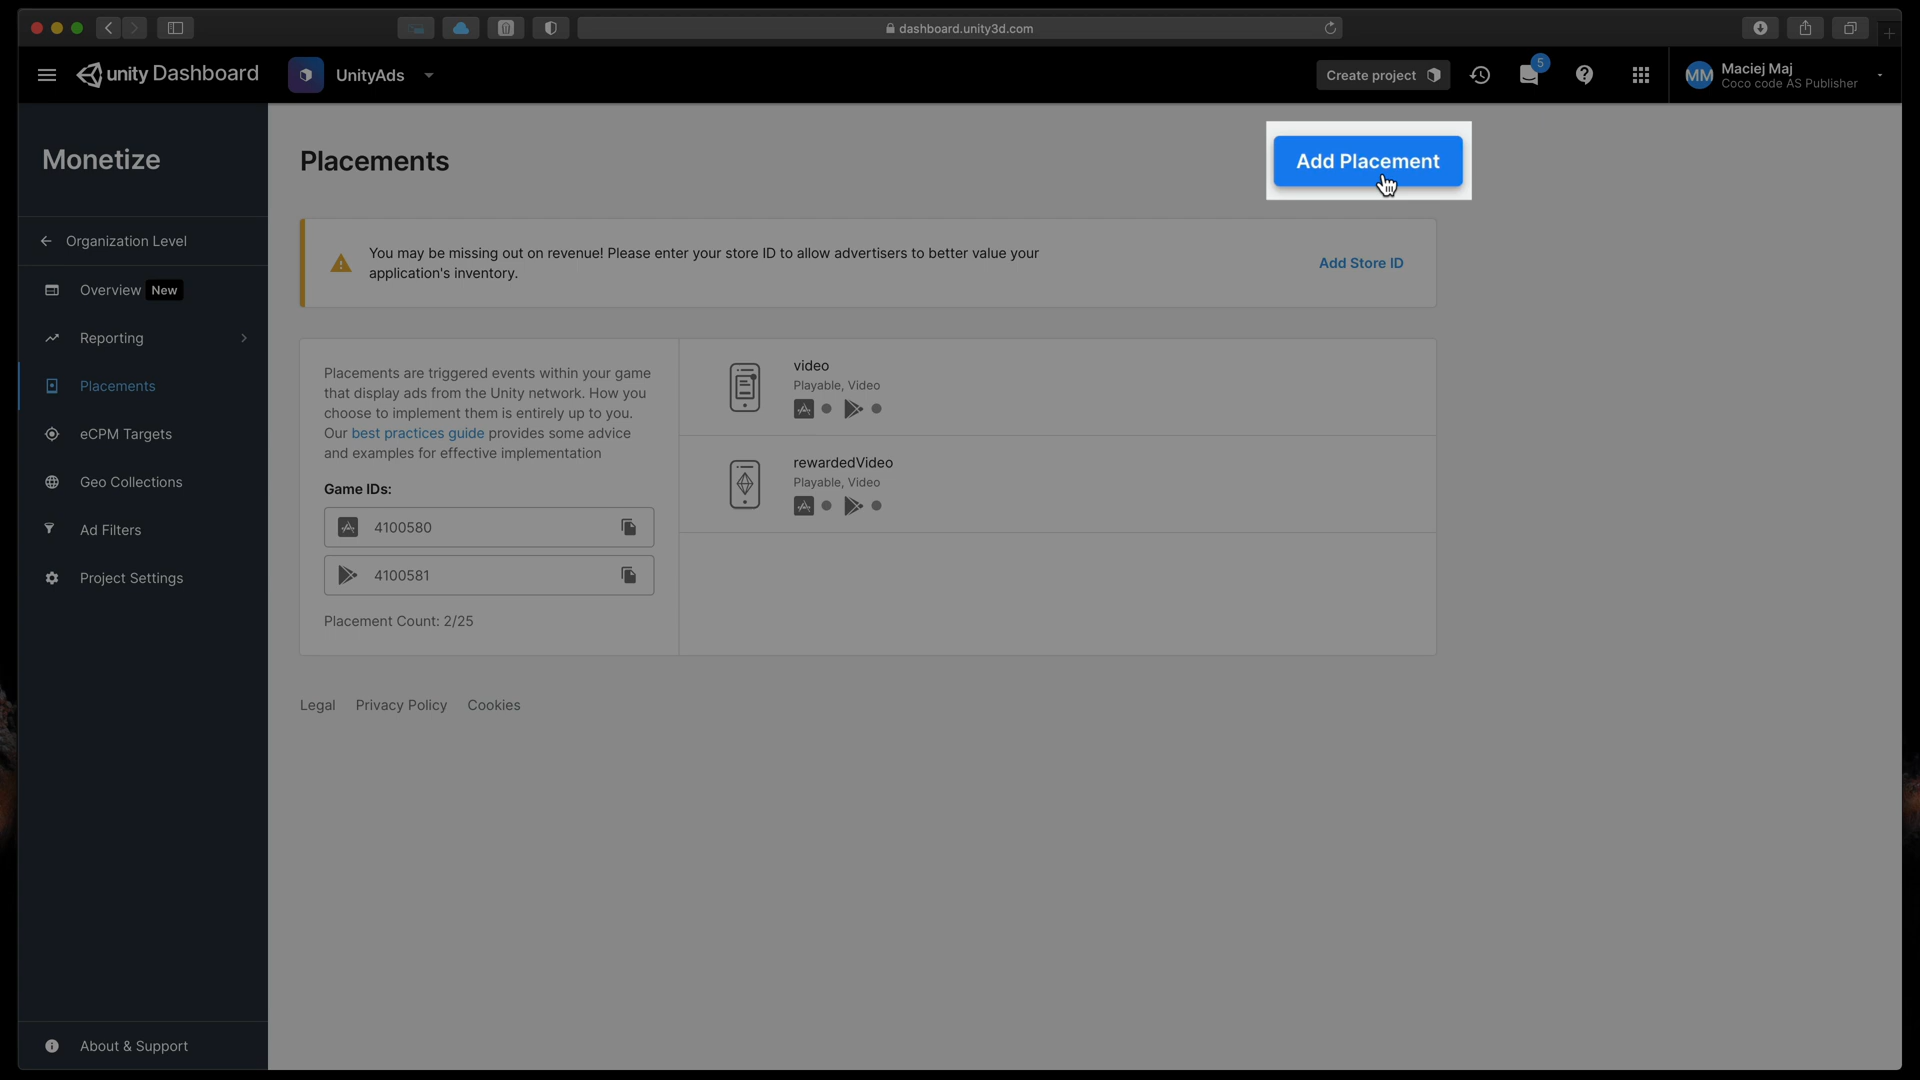 dashboard.unity3d.com
unity Dashboard
UnityAds
Create project
5
MM
Maciej Maj
Coco code AS Publisher
Monetize
Organization Level
Overview New
Reporting
Placements
eCPM Targets
Geo Collections
Ad Filters
Project Settings
About & Support
Placements
Add Placement
You may be missing out on revenue! Please enter your store ID to allow advertisers to better value your
application's inventory.
Add Store ID
Placements are triggered events within your game
that display ads from the Unity network. How you
choose to implement them is entirely up to you.
Our best practices guide provides some advice
and examples for effective implementation
Game IDs:
4100580
4100581
Placement Count: 2/25
video
Playable, Video
rewardedVideo
Playable, Video
Legal Privacy Policy Cookies